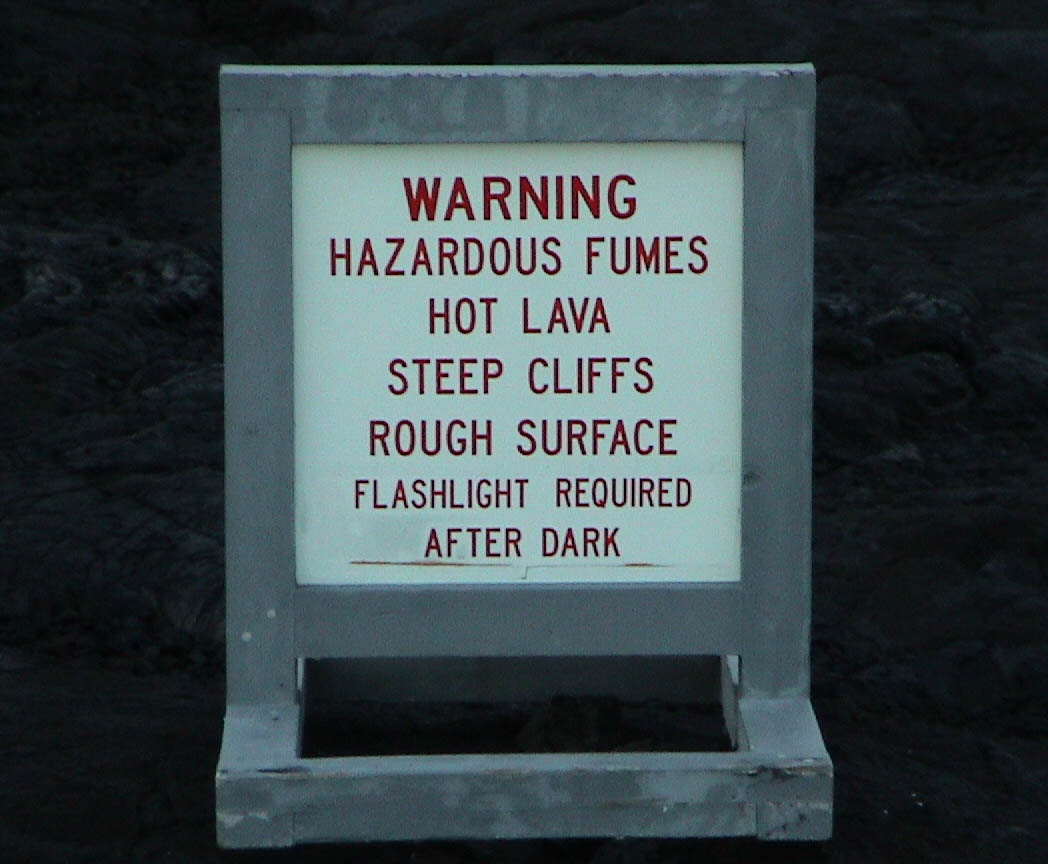 WARNING
HAZARDOUS FUMES
HOT LAVA
STEEP CLIFFS
ROUGH SURFACE
FLASHLIGHT REQUIRED
AFTER DARK